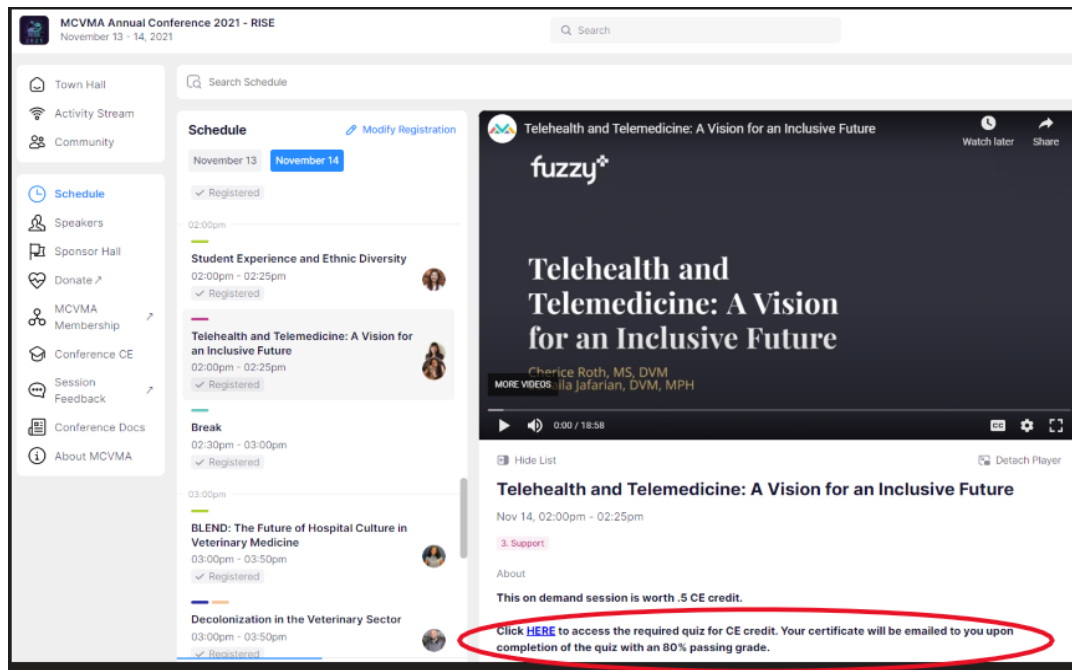 MCVMA Annual Conference 2021 - RISE
November 13 - 14, 2021
Search
Town Hall
Activity Stream
Community
Schedule
Speakers
Sponsor Hall
Donate ↗
MCVMA
Membership ↗
Conference CE
Session
Feedback ↗
Conference Docs
About MCVMA
Search Schedule
Schedule
Modify Registration
November 13
November 14
Registered
02:00pm
Student Experience and Ethnic Diversity
02:00pm - 02:25pm
Registered
Telehealth and Telemedicine: A Vision for
an Inclusive Future
02:00pm - 02:25pm
Registered
Break
02:30pm - 03:00pm
Registered
03:00pm
BLEND: The Future of Hospital Culture in
Veterinary Medicine
03:00pm - 03:50pm
Registered
Decolonization in the Veterinary Sector
03:00pm - 03:50pm
Registered
Telehealth and Telemedicine: A Vision for an Inclusive Future
Watch later
Share
fuzzy
Telehealth and
Telemedicine: A Vision
for an Inclusive Future
Cherice Roth, MS, DVM
MORE VIDEOS
Jafarian, DVM, MPH
0:00 / 18:58
CC
Hide List
Detach Player
Telehealth and Telemedicine: A Vision for an Inclusive Future
Nov 14, 02:00pm - 02:25pm
3. Support
About
This on demand session is worth .5 CE credit.
Click HERE to access the required quiz for CE credit. Your certificate will be emailed to you upon
completion of the quiz with an 80% passing grade.